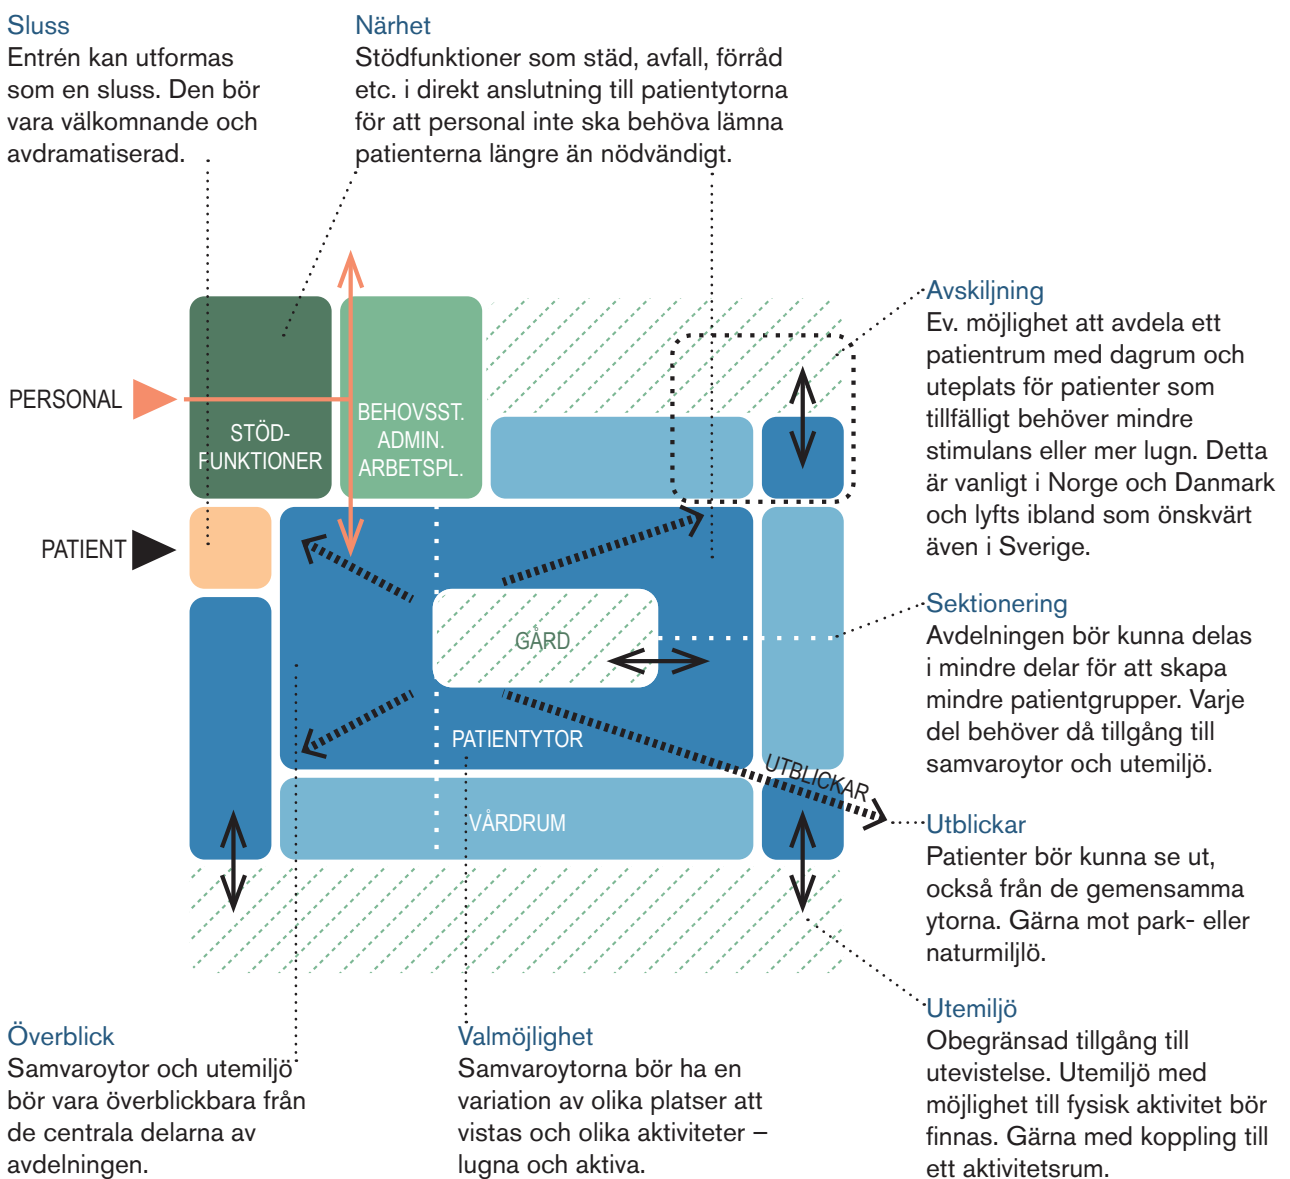 Sluss
Entrén kan utformas
som en sluss. Den bör
vara välkomnande och
avdramatiserad.
Närhet
Stödfunktioner som städ, avfall, förråd
etc. i direkt anslutning till patientytorna
för att personal inte ska behöva lämna
patienterna längre än nödvändigt.
PERSONAL
STÖD-
FUNKTIONER
BEHOVSST.
ADMIN.
ARBETSPL.
PATIENT
GÅRD
PATIENTYTOR
UTBLICKAR
VÅRDRUM
Avskiljning
Ev. möjlighet att avdela ett
patientrum med dagrum och
uteplats för patienter som
tillfälligt behöver mindre
stimulans eller mer lugn. Detta
är vanligt i Norge och Danmark
och lyfts ibland som önskvärt
även i Sverige.
Sektionering
Avdelningen bör kunna delas
i mindre delar för att skapa
mindre patientgrupper. Varje
del behöver då tillgång till
samvaroytor och utemiljö.
Utblickar
Patienter bör kunna se ut,
också från de gemensamma
ytorna. Gärna mot park- eller
naturmiljlö.
Utemiljö
Obegränsad tillgång till
utevistelse. Utemiljö med
möjlighet till fysisk aktivitet bör
finnas. Gärna med koppling till
ett aktivitetsrum.
Överblick
Samvaroytor och utemiljö
bör vara överblickbara från
de centrala delarna av
avdelningen.
Valmöjlighet
Samvaroytorna bör ha en
variation av olika platser att
vistas och olika aktiviteter –
lugna och aktiva.